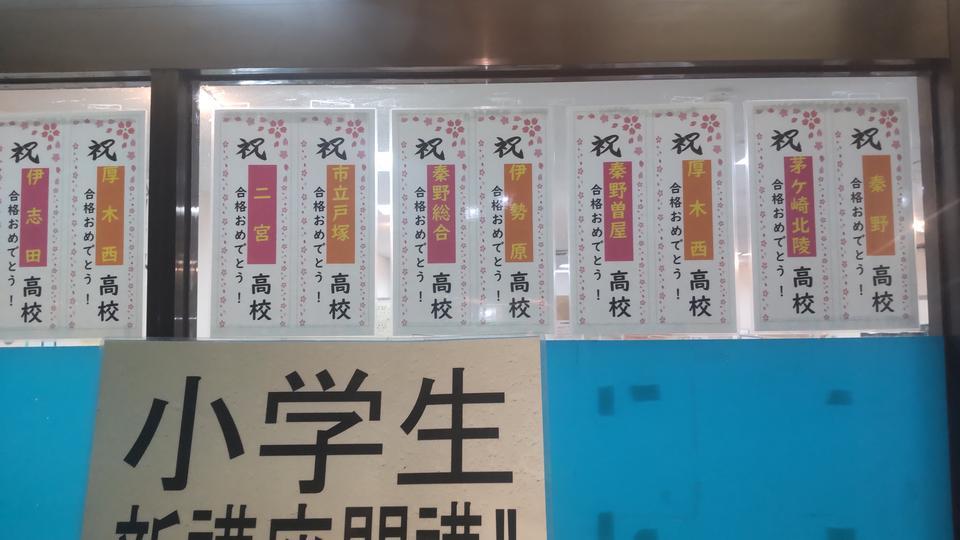 祝 伊志田 高校 合格おめでとう！
祝 厚木西 高校 合格おめでとう！
祝 二宮 高校 合格おめでとう！
祝 市立戸塚 高校 合格おめでとう！
祝 秦野総合 高校 合格おめでとう！
祝 伊勢原 高校 合格おめでとう！
祝 秦野曽屋 高校 合格おめでとう！
祝 厚木西 高校 合格おめでとう！
祝 茅ケ崎北陵 高校 合格おめでとう！
祝 秦野 高校 合格おめでとう！
小学生
新講座開講!!